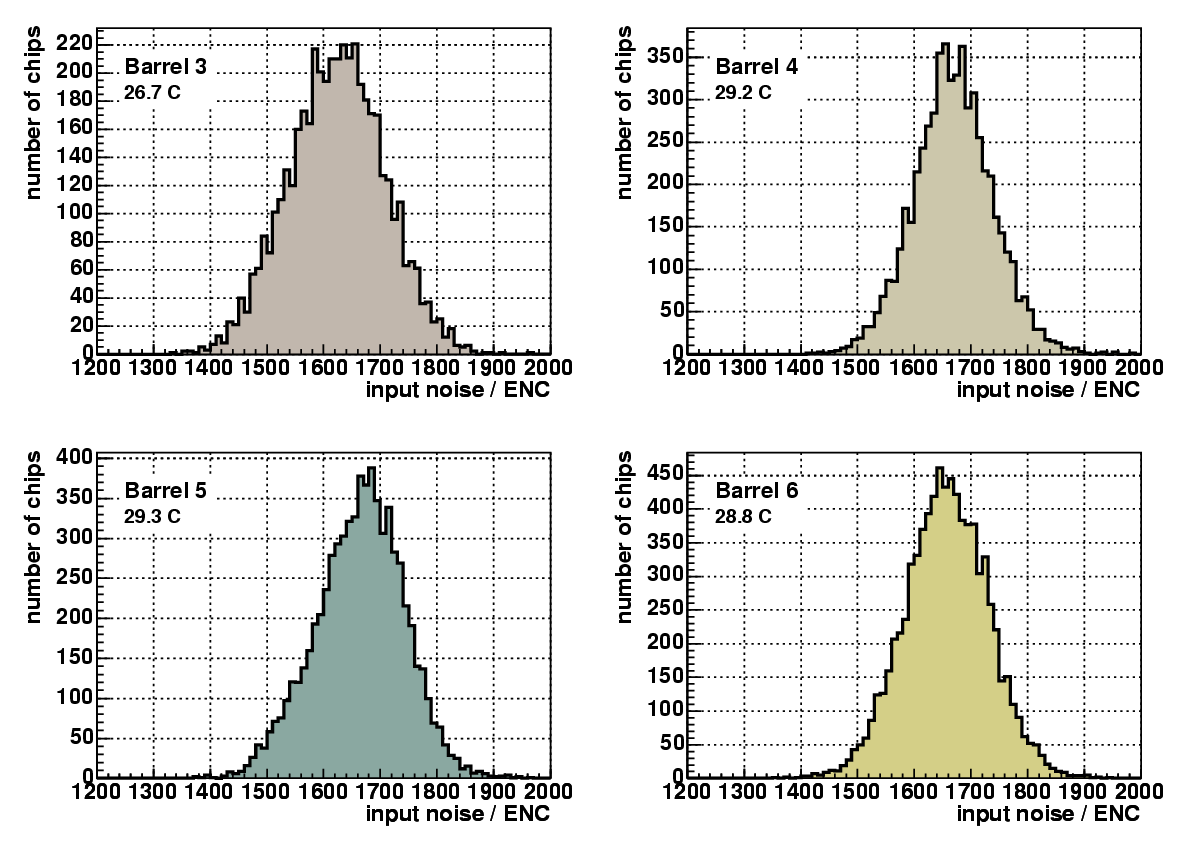 number of chips
220
200
180
160
140
120
100
80
60
40
20
0
Barrel 3
26.7 C
1200 1300 1400 1500 1600 1700 1800 1900 2000
input noise / ENC
number of chips
350
300
250
200
150
100
50
0
Barrel 4
29.2 C
1200 1300 1400 1500 1600 1700 1800 1900 2000
input noise / ENC
number of chips
400
350
300
250
200
150
100
50
0
Barrel 5
29.3 C
1200 1300 1400 1500 1600 1700 1800 1900 2000
input noise / ENC
number of chips
450
400
350
300
250
200
150
100
50
0
Barrel 6
28.8 C
1200 1300 1400 1500 1600 1700 1800 1900 2000
input noise / ENC